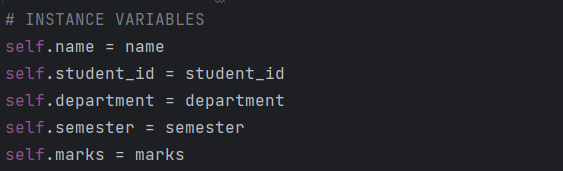 # INSTANCE VARIABLES
self.name = name
self.student_id = student_id
self.department = department
self.semester = semester
self.marks = marks